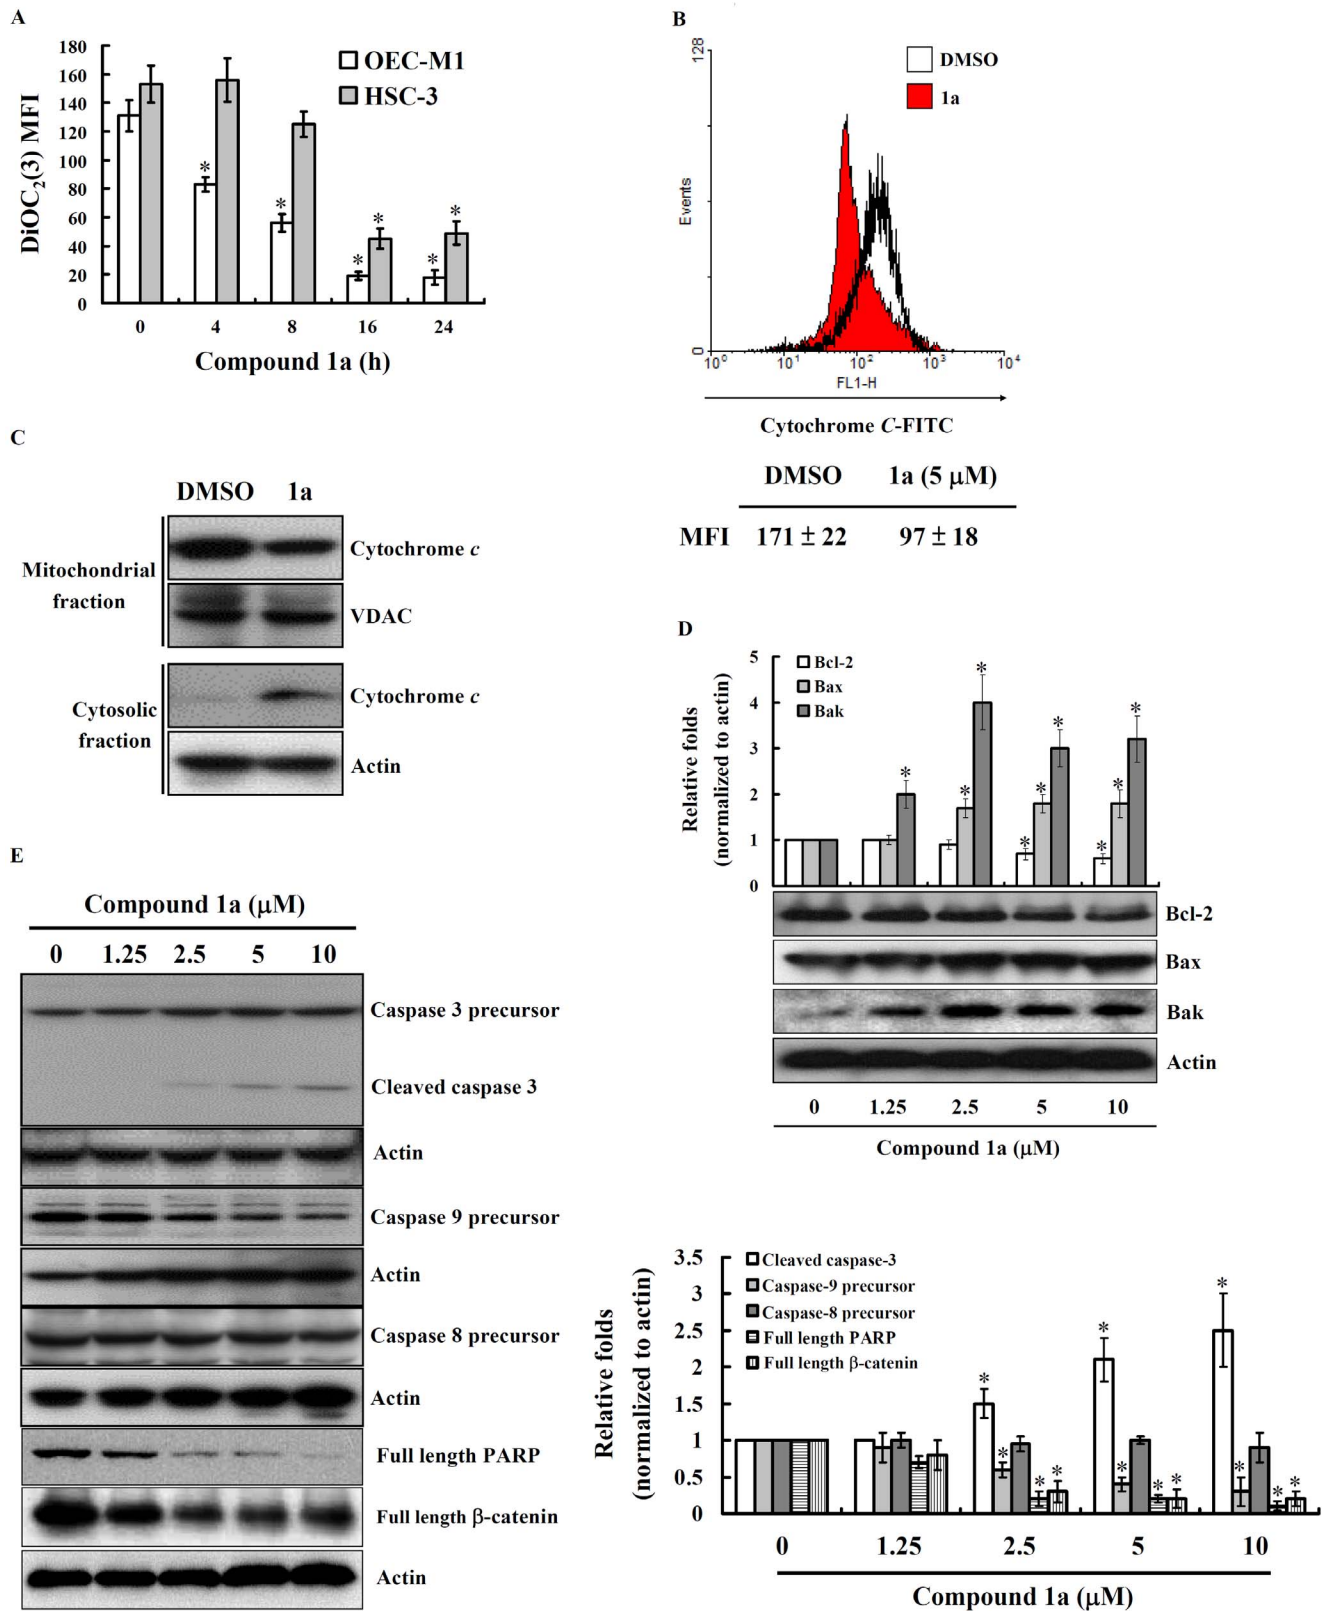 A
180
160
140
120
100
80
60
40
20
0
DiOC2(3) MFI
OEC-M1
HSC-3
* * * * * *
0 4 8 16 24
Compound 1a (h)
B
128
0
Events
DMSO
1a
10^0 10^1 10^2 10^3 10^4
FL1-H
Cytochrome C-FITC
DMSO 1a (5 μM)
MFI 171 ± 22 97 ± 18
C
DMSO 1a
Mitochondrial
fraction
Cytochrome c
VDAC
Cytosolic
fraction
Cytochrome c
Actin
D
5
4
3
2
1
0
Relative folds
(normalized to actin)
Bcl-2
Bax
Bak
* * * * * * * * *
Bcl-2
Bax
Bak
Actin
0 1.25 2.5 5 10
Compound 1a (μM)
E
Compound 1a (μM)
0 1.25 2.5 5 10
Caspase 3 precursor
Cleaved caspase 3
Actin
Caspase 9 precursor
Actin
Caspase 8 precursor
Actin
Full length PARP
Full length β-catenin
Actin
3.5
3
2.5
2
1.5
1
0.5
0
Relative folds
(normalized to actin)
Cleaved caspase-3
Caspase-9 precursor
Caspase-8 precursor
Full length PARP
Full length β-catenin
* * * * * * * * * * * *
0 1.25 2.5 5 10
Compound 1a (μM)